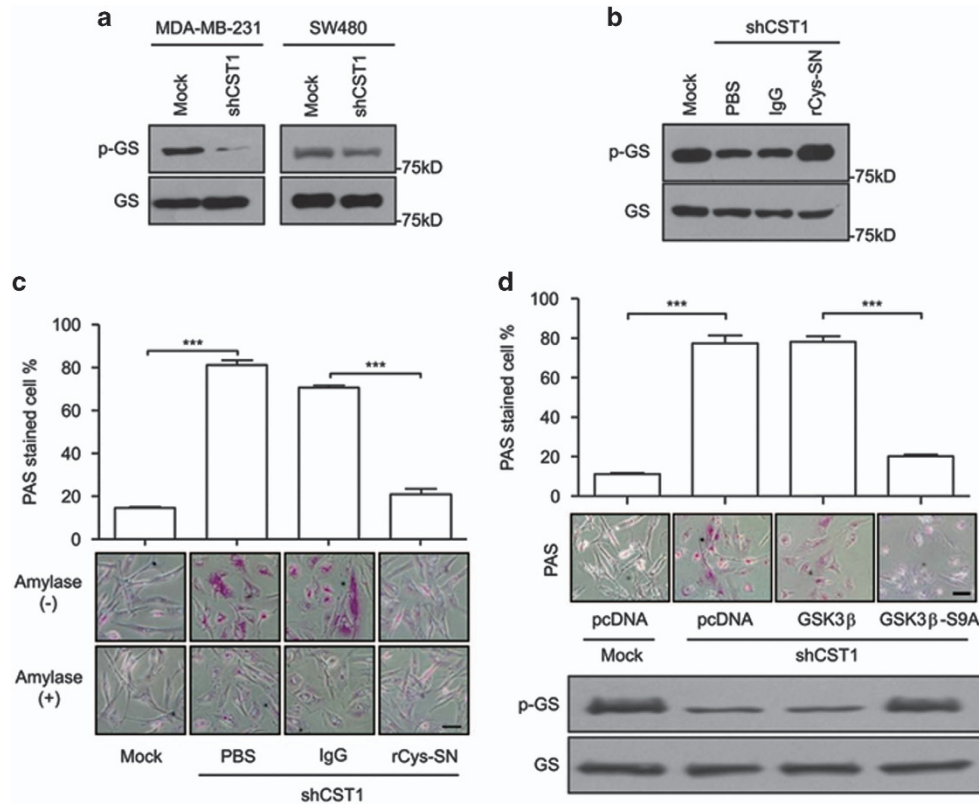 a
MDA-MB-231 SW480
Mock shCST1 Mock shCST1
p-GS
-75kD
GS
-75kD
b
shCST1
Mock PBS IgG rCys-SN
p-GS
-75kD
GS
-75kD
c
100
80
60
40
20
0
PAS stained cell %
*** ***
Amylase
(-)
Amylase
(+)
Mock PBS IgG rCys-SN
shCST1
d
100
80
60
40
20
0
PAS stained cell %
*** ***
PAS
pcDNA pcDNA GSK3β GSK3β-S9A
Mock shCST1
p-GS
GS